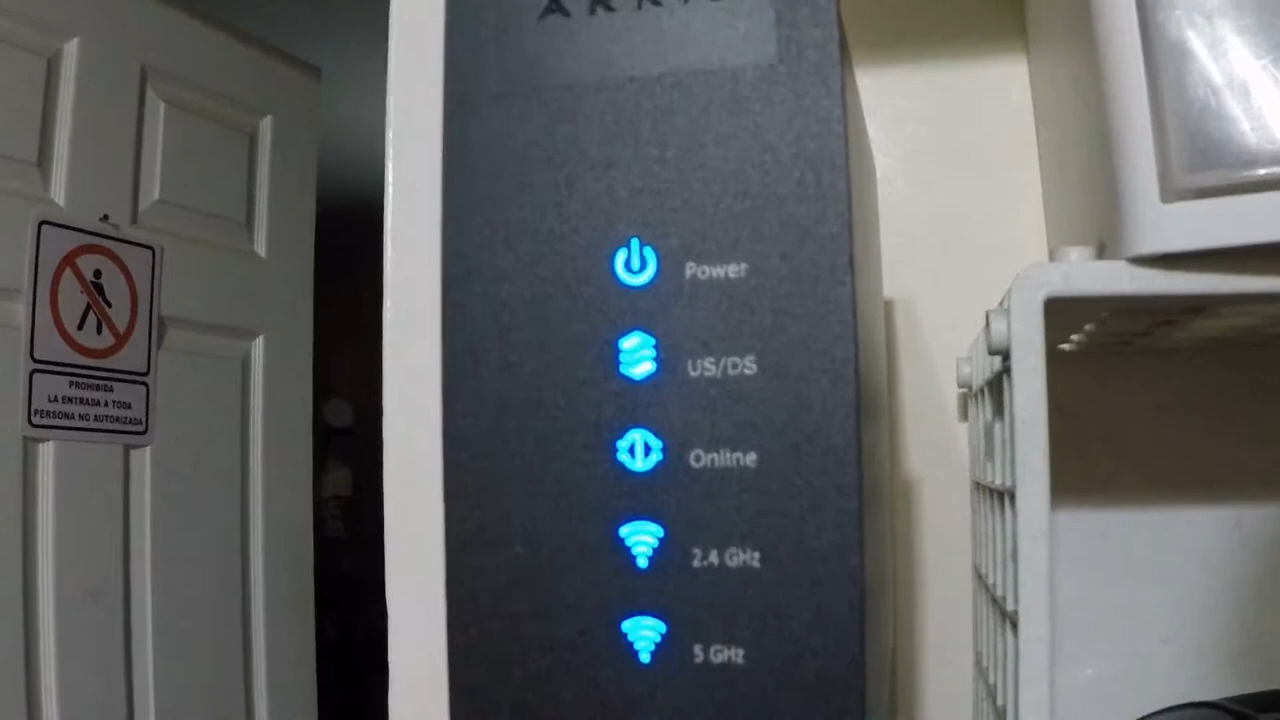 Power
US/DS
Online
2.4 GHz
5 GHz
PROHIBIDA
LA ENTRADA A TODA
PERSONA NO AUTORIZADA